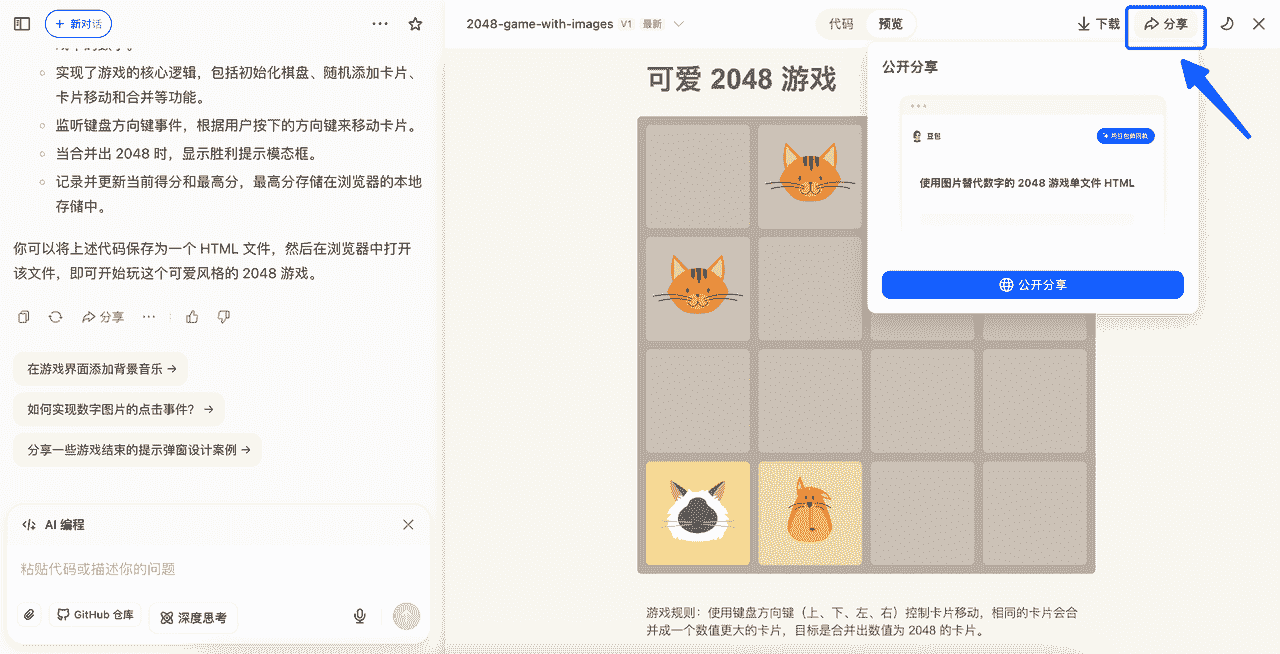 新对话
2048-game-with-images V1 最新
代码
预览
下载
分享
实现了游戏的核心逻辑，包括初始化棋盘、随机添加卡片、
卡片移动和合并等功能。
监听键盘方向键事件，根据用户按下的方向键来移动卡片。
当合并出 2048 时，显示胜利提示模态框。
记录并更新当前得分和最高分，最高分存储在浏览器的本地
存储中。
你可以将上述代码保存为一个 HTML 文件，然后在浏览器中打开
该文件，即可开始玩这个可爱风格的 2048 游戏。
分享
在游戏界面添加背景音乐 →
如何实现数字图片的点击事件？ →
分享一些游戏结束的提示弹窗设计案例 →
AI 编程
粘贴代码或描述你的问题
GitHub 仓库
深度思考
可爱 2048 游戏
公开分享
豆包
使用图片替代数字的 2048 游戏单文件 HTML
公开分享
游戏规则：使用键盘方向键（上、下、左、右）控制卡片移动，相同的卡片会合
并成一个数值更大的卡片，目标是合并出数值为 2048 的卡片。